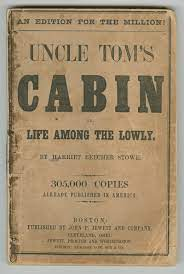 AN EDITION FOR THE MILLION!
UNCLE TOM'S
CABIN
OR,
LIFE AMONG THE LOWLY.
BY HARRIET BEECHER STOWE.
305,000 COPIES
ALREADY PUBLISHED IN AMERICA.
BOSTON:
PUBLISHED BY JOHN P. JEWETT AND COMPANY.
CLEVELAND, OHIO:
JEWETT, PROCTOR AND WORTHINGTON.